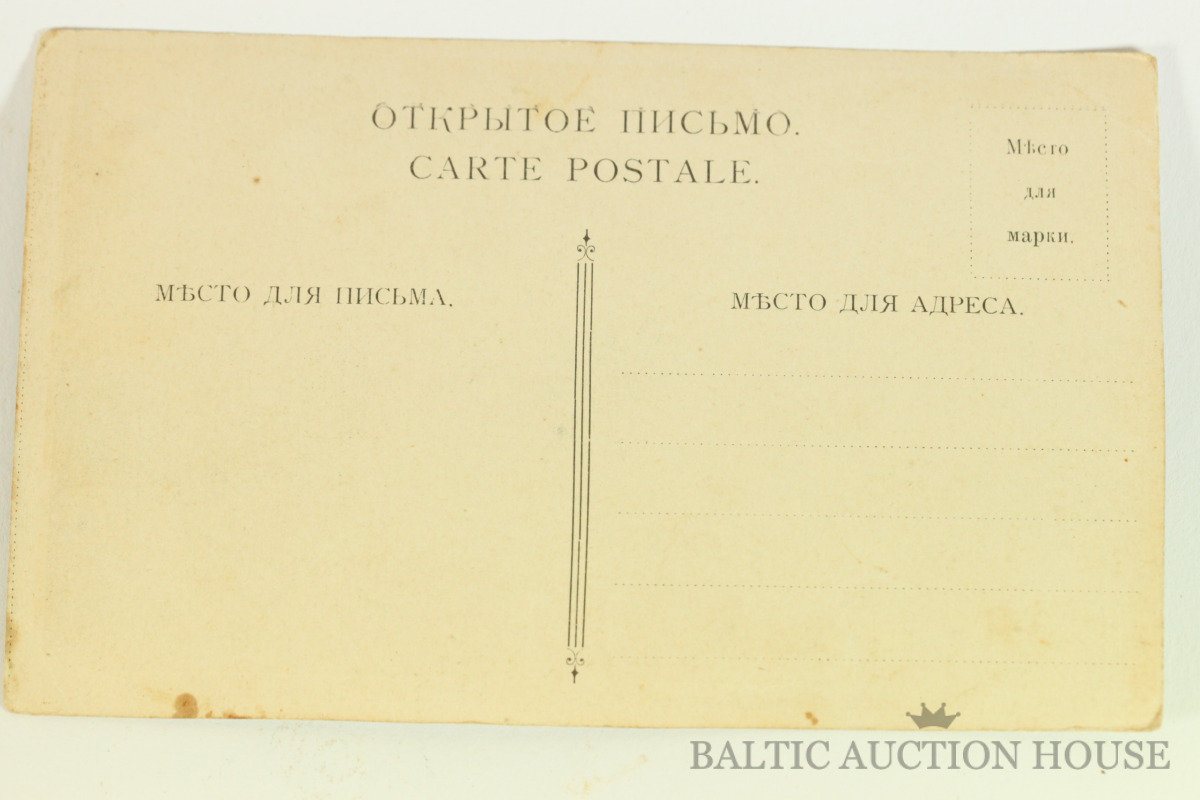 ОТКРЫТОЕ ПИСЬМО.
CARTE POSTALE.
Мѣсто
для
марки.
МѢСТО ДЛЯ ПИСЬМА.
МѢСТО ДЛЯ АДРЕСА.
BALTIC AUCTION HOUSE